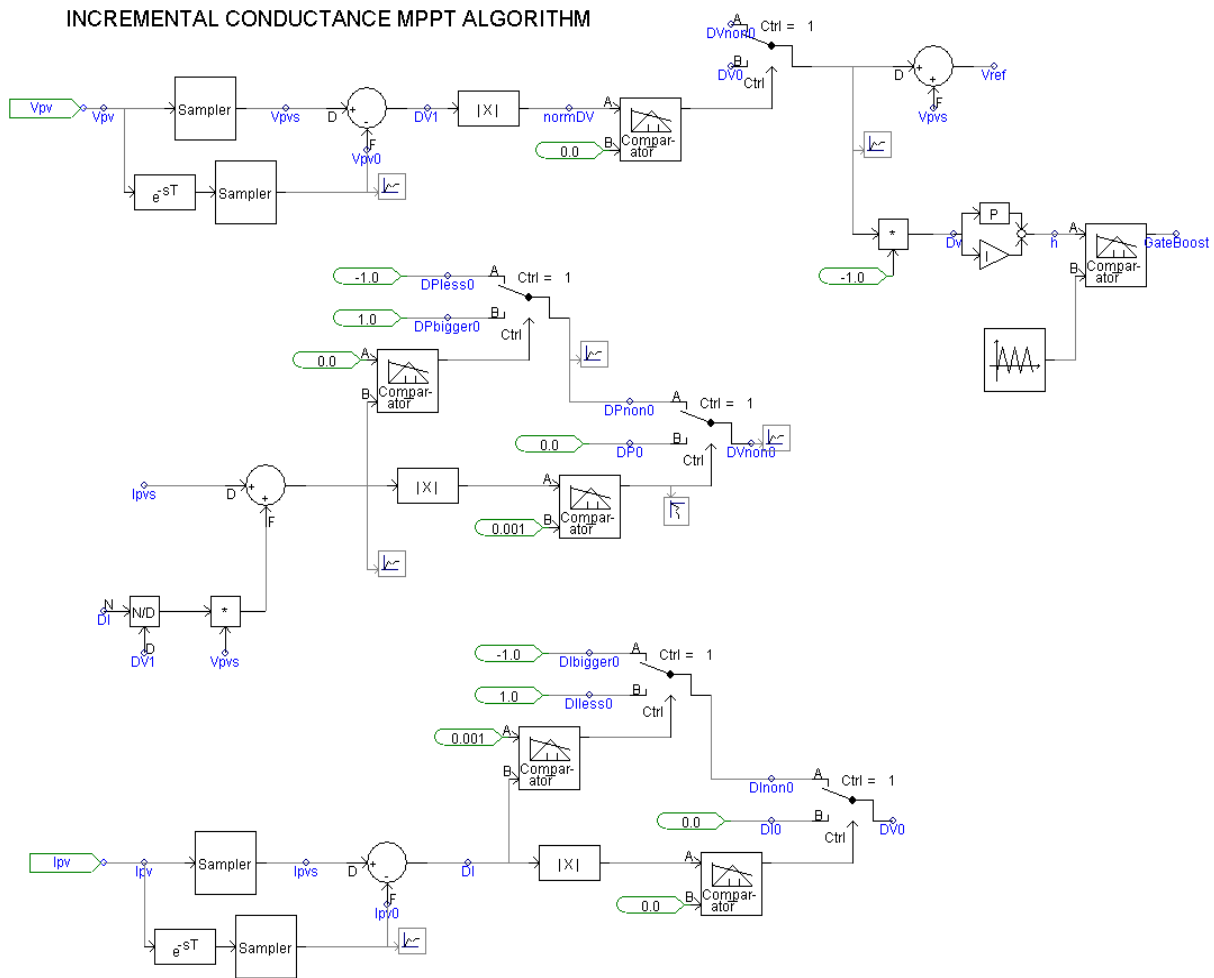 INCREMENTAL CONDUCTANCE MPPT ALGORITHM
A
DVnon0
Ctrl = 1
B
DV0
Ctrl
D
+
+
F
Vpvs
Vref
Vpv
Vpv
Sampler
Vpvs
D
+
-
F
Vpv0
DV1
|X|
normDV
A
B
0.0
Compar-
ator
e-sT
Sampler
*
-1.0
Dv
P
I
h
A
B
Compar-
ator
GateBoost
-1.0
DPless0
A
Ctrl = 1
1.0
DPbigger0
B
Ctrl
0.0
A
B
Compar-
ator
DPnon0
A
Ctrl = 1
0.0
DP0
B
Ctrl
DVnon0
Ipvs
D
+
+
F
|X|
A
0.001
B
Compar-
ator
DI
N
N/D
D
DV1
*
Vpvs
-1.0
DIbigger0
A
Ctrl = 1
1.0
DIless0
B
Ctrl
0.001
A
B
Compar-
ator
DInon0
A
Ctrl = 1
0.0
DI0
B
Ctrl
DV0
Ipv
Ipv
Sampler
Ipvs
D
+
-
F
Ipv0
DI
|X|
A
0.0
B
Compar-
ator
e-sT
Sampler